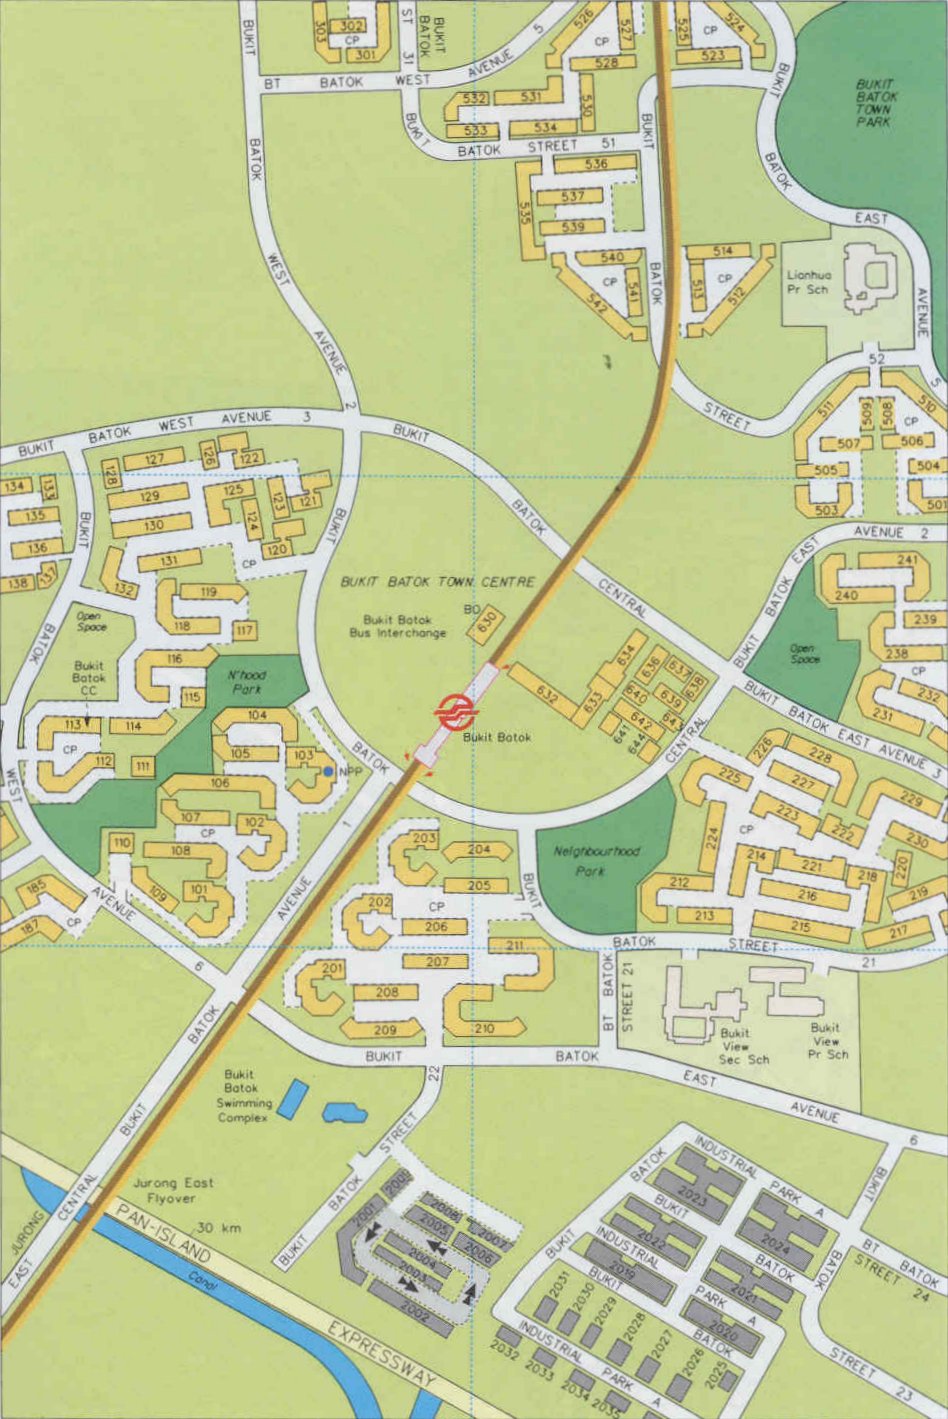 303
302
CP
301
BUKIT
ST 31
BUKIT BATOK
BT BATOK WEST AVENUE 5
526
CP
527
528
525
524
CP
523
BUKIT
BUKIT
BATOK
TOWN
PARK
532
531
530
533
534
BUKIT
BATOK STREET 51
BUKIT
536
535
537
539
540
CP
541
542
BATOK
514
CP
513
512
BATOK
EAST
AVENUE
5
Lianhua
Pr Sch
BATOK
WEST
AVENUE
2
52
STREET
511
509
508
510
CP
507
506
505
504
503
501
BUKIT BATOK WEST AVENUE 3
BUKIT
BATOK
CENTRAL
134
133
135
136
138
137
128
127
126
122
129
125
123
121
130
124
131
CP
120
132
BUKIT
BUKIT
119
118
117
116
115
Open
Space
BATOK
WEST
Bukit
Batok
CC
N'hood
Park
113
114
CP
112
111
104
105
103
NPP
106
107
CP
102
108
110
109
101
185
187
CP
BUKIT BATOK TOWN CENTRE
Bukit Batok
Bus Interchange
BO
630
632
633
634
636
637
638
639
640
641
642
643
644
Bukit Batok
BATOK
CENTRAL
BUKIT BATOK EAST AVENUE 2
241
240
239
238
CP
232
231
Open
Space
BUKIT BATOK EAST AVENUE 3
226
228
225
227
229
223
222
230
224
CP
214
221
218
220
219
212
216
213
215
217
Neighbourhood
Park
203
204
205
202
CP
206
211
207
201
208
209
210
BUKIT
BATOK STREET 21
BT BATOK
STREET 21
Bukit
View
Sec Sch
Bukit
View
Pr Sch
AVENUE
6
AVENUE
1
BATOK
BUKIT
BUKIT BATOK EAST AVENUE 6
Bukit
Batok
Swimming
Complex
22
STREET
BATOK
BUKIT
Jurong East
Flyover
30 km
JURONG
EAST
CENTRAL
PAN-ISLAND
EXPRESSWAY
Canal
2001
2008
2005
2007
2006
2004
2003
2002
BUKIT BATOK INDUSTRIAL PARK A
2023
2024
BUKIT BATOK
INDUSTRIAL PARK A
2022
2021
2019
2020
BUKIT BATOK
2031
2030
2029
2028
2027
2026
2025
INDUSTRIAL PARK A
2032
2033
2034
2035
BUKIT
BATOK
STREET 23
BT BATOK
STREET 24